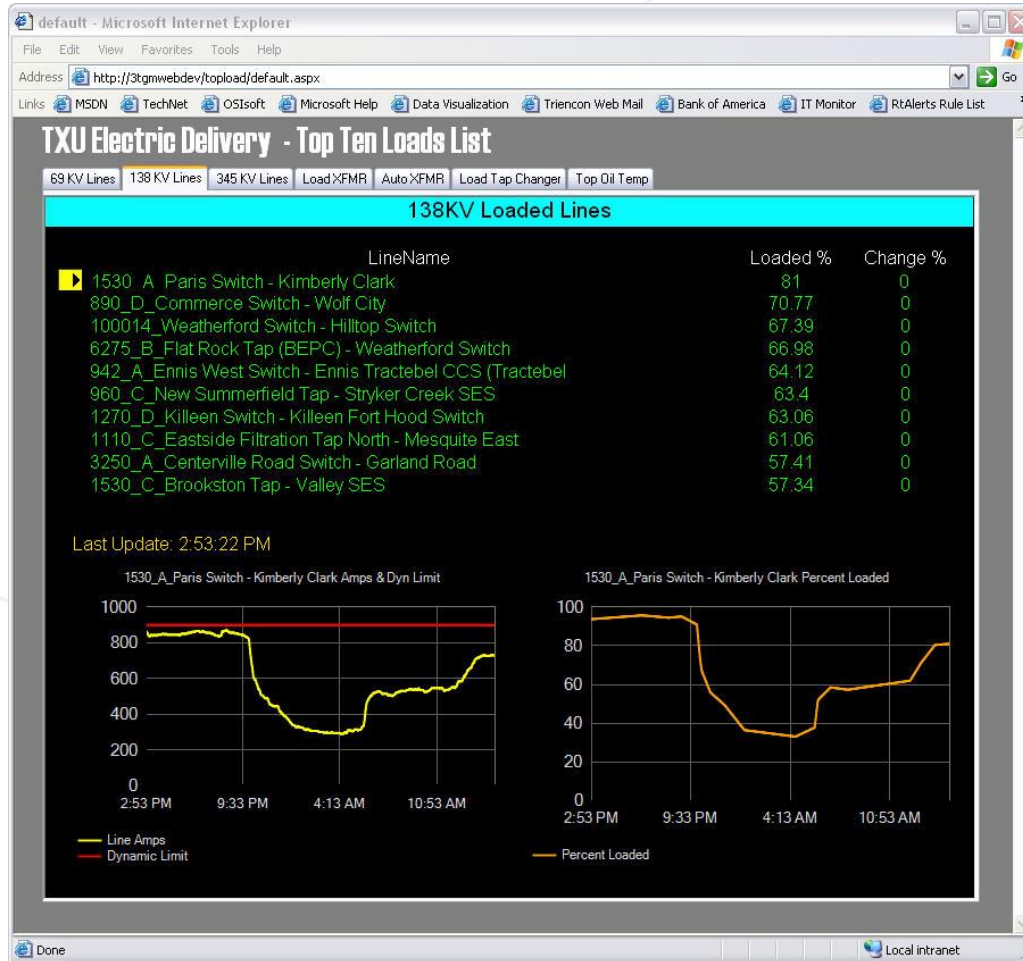 default - Microsoft Internet Explorer
File Edit View Favorites Tools Help
Address http://3tgmwebdev/topload/default.aspx Go
Links MSDN TechNet OSIsoft Microsoft Help Data Visualization Triencon Web Mail Bank of America IT Monitor RtAlerts Rule List
TXU Electric Delivery - Top Ten Loads List
69 KV Lines 138 KV Lines 345 KV Lines Load XFMR Auto XFMR Load Tap Changer Top Oil Temp
138KV Loaded Lines
LineName Loaded % Change %
1530_A_Paris Switch - Kimberly Clark 81 0
890_D_Commerce Switch - Wolf City 70.77 0
100014_Weatherford Switch - Hilltop Switch 67.39 0
6275_B_Flat Rock Tap (BEPC) - Weatherford Switch 66.98 0
942_A_Ennis West Switch - Ennis Tractebel CCS (Tractebel 64.12 0
960_C_New Summerfield Tap - Stryker Creek SES 63.4 0
1270_D_Killeen Switch - Killeen Fort Hood Switch 63.06 0
1110_C_Eastside Filtration Tap North - Mesquite East 61.06 0
3250_A_Centerville Road Switch - Garland Road 57.41 0
1530_C_Brookston Tap - Valley SES 57.34 0
Last Update: 2:53:22 PM
1530_A_Paris Switch - Kimberly Clark Amps & Dyn Limit
1000
800
600
400
200
0
2:53 PM 9:33 PM 4:13 AM 10:53 AM
Line Amps
Dynamic Limit
1530_A_Paris Switch - Kimberly Clark Percent Loaded
100
80
60
40
20
0
2:53 PM 9:33 PM 4:13 AM 10:53 AM
Percent Loaded
Done Local intranet